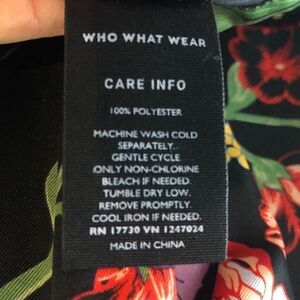 WHO WHAT WEAR
CARE INFO
100% POLYESTER
MACHINE WASH COLD
SEPARATELY.
GENTLE CYCLE
ONLY NON-CHLORINE
BLEACH IF NEEDED.
TUMBLE DRY LOW.
REMOVE PROMPTLY.
COOL IRON IF NEEDED.
RN 17730 VN 1247024
MADE IN CHINA